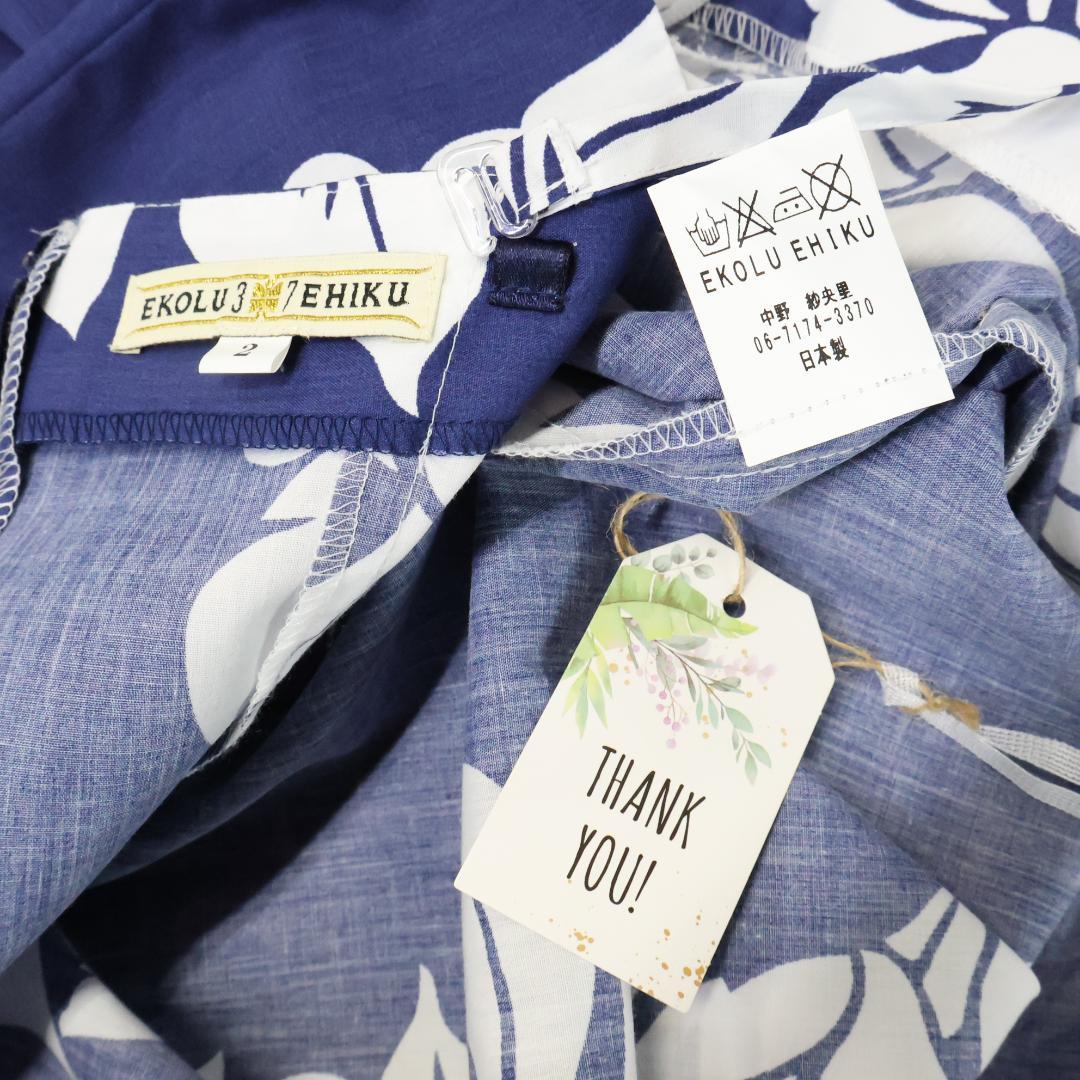 EKOLU 3 7 EHIKU
2
EKOLU EHIKU
中野 紗央里
06-7174-3370
日本製
THANK
YOU!